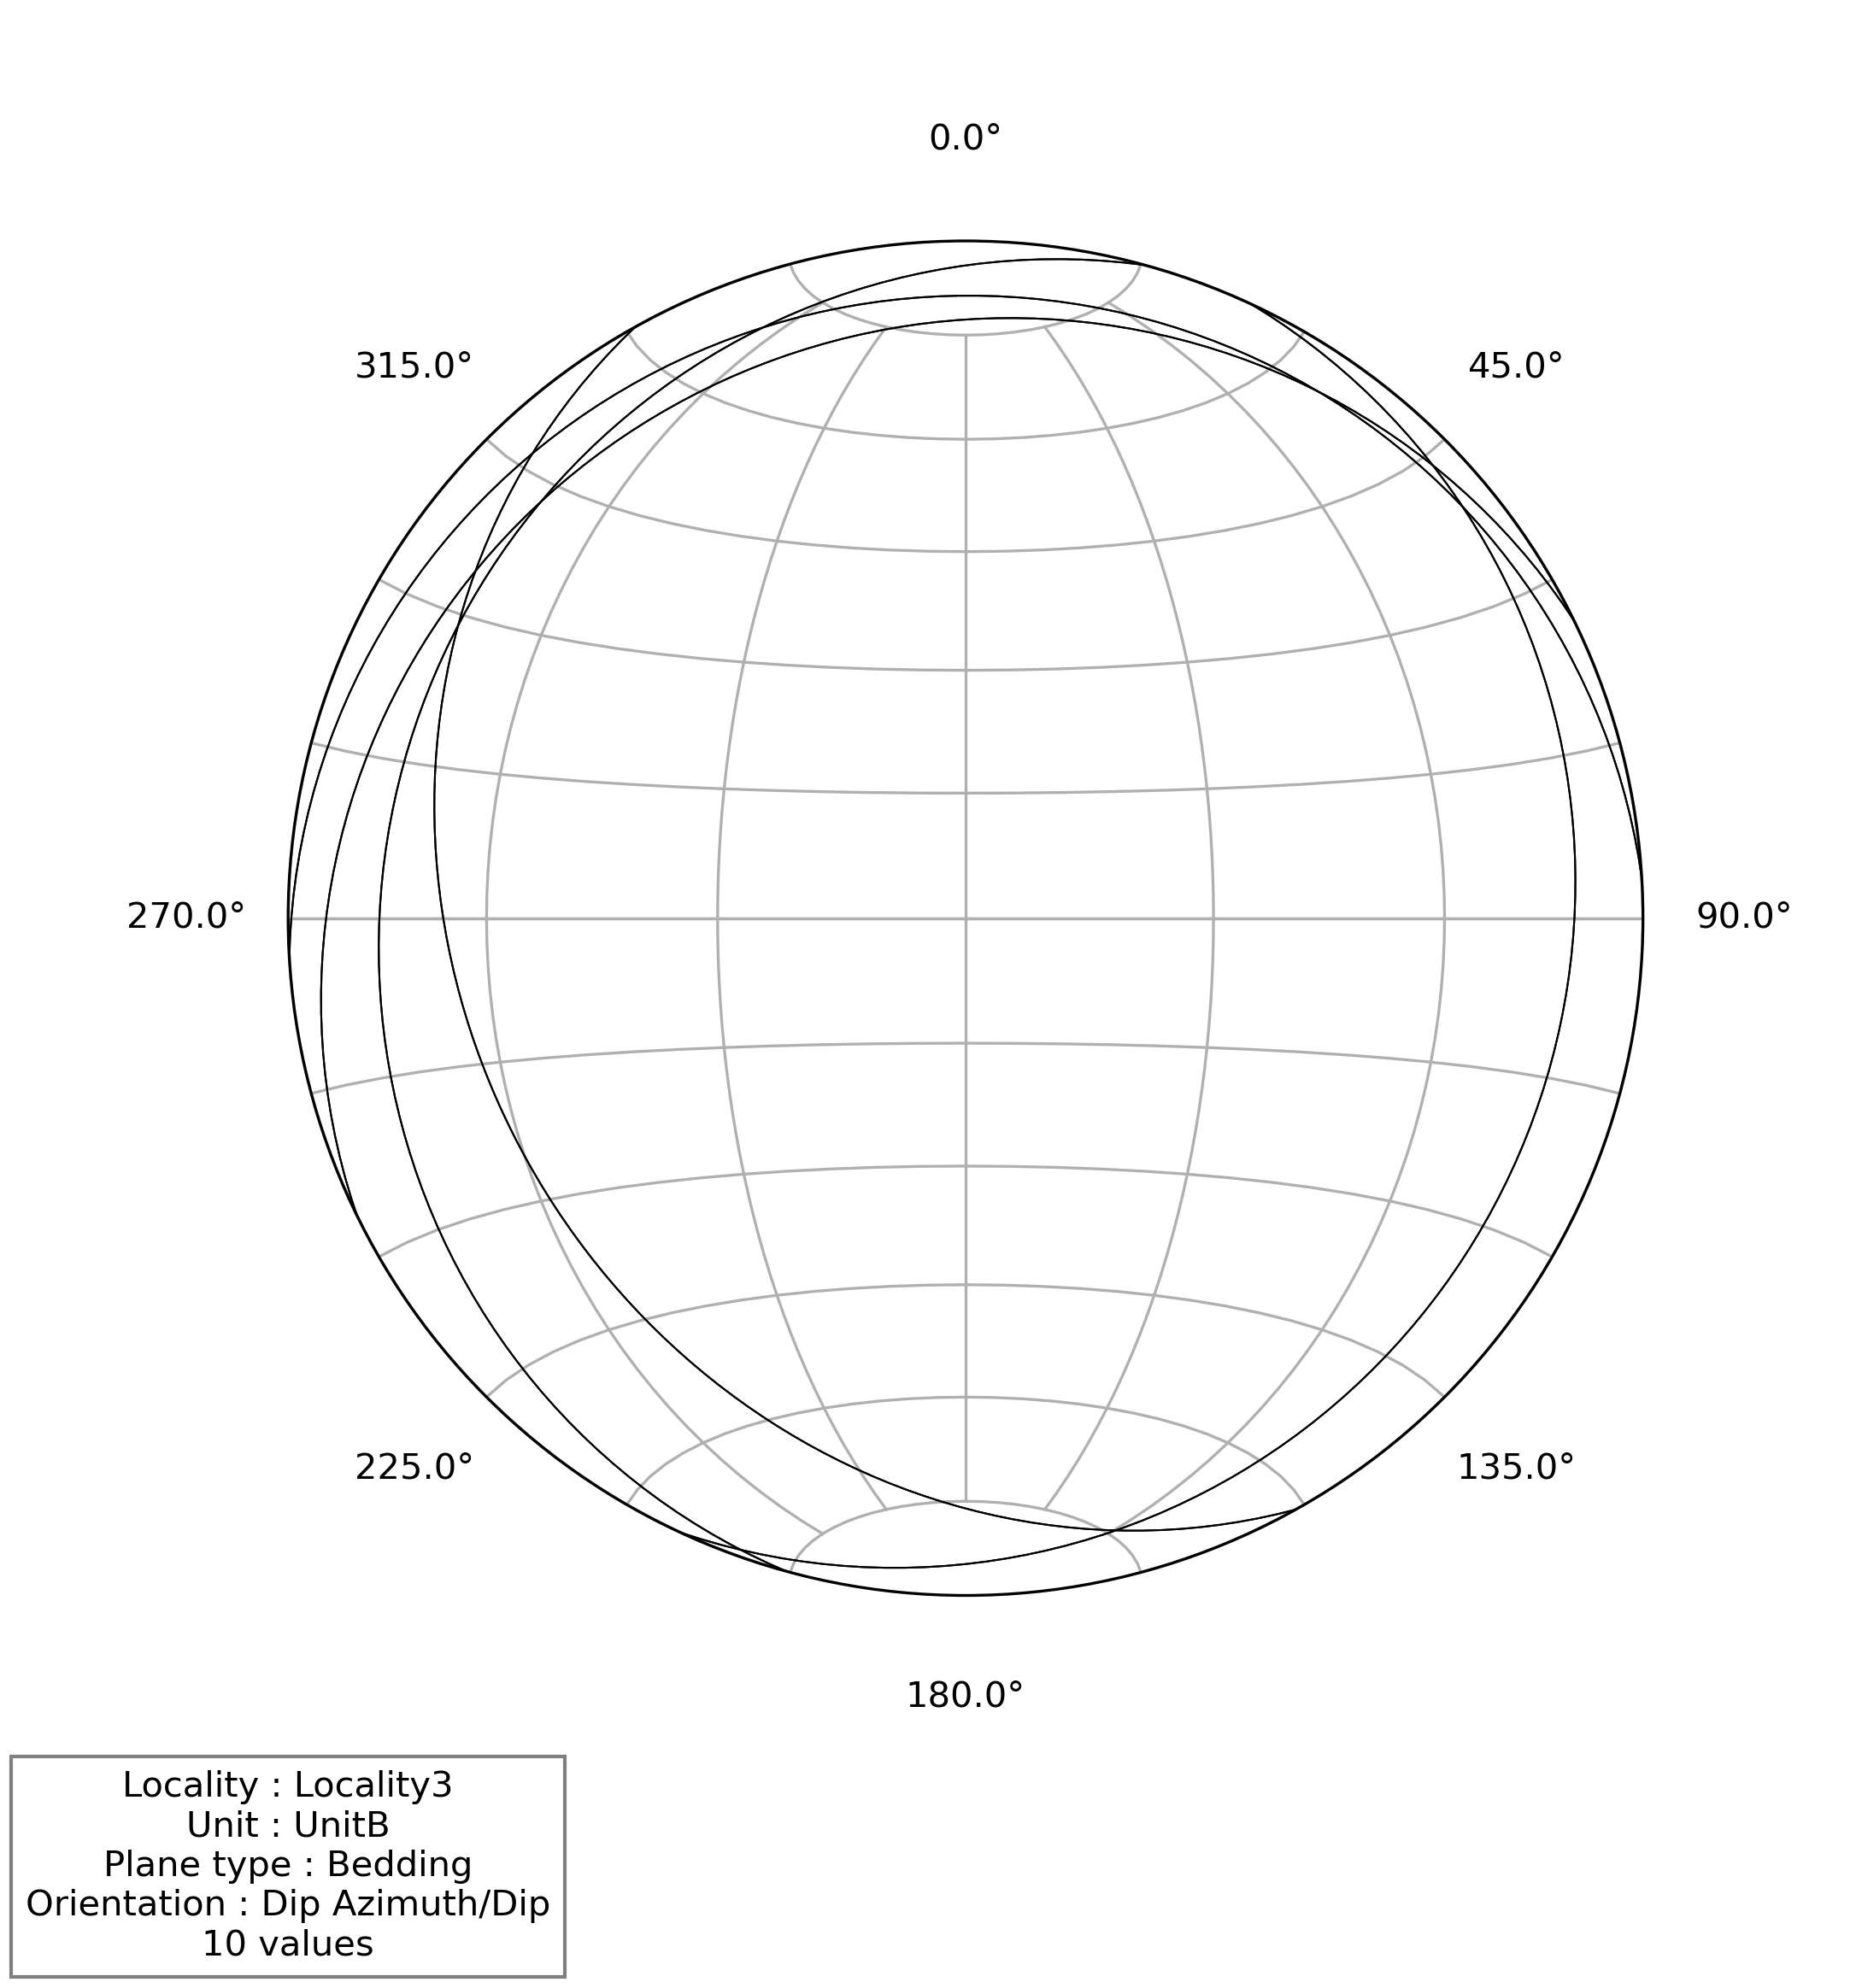 0.0°
315.0°
45.0°
270.0°
90.0°
225.0°
135.0°
180.0°
Locality : Locality3
Unit : UnitB
Plane type : Bedding
Orientation : Dip Azimuth/Dip
10 values